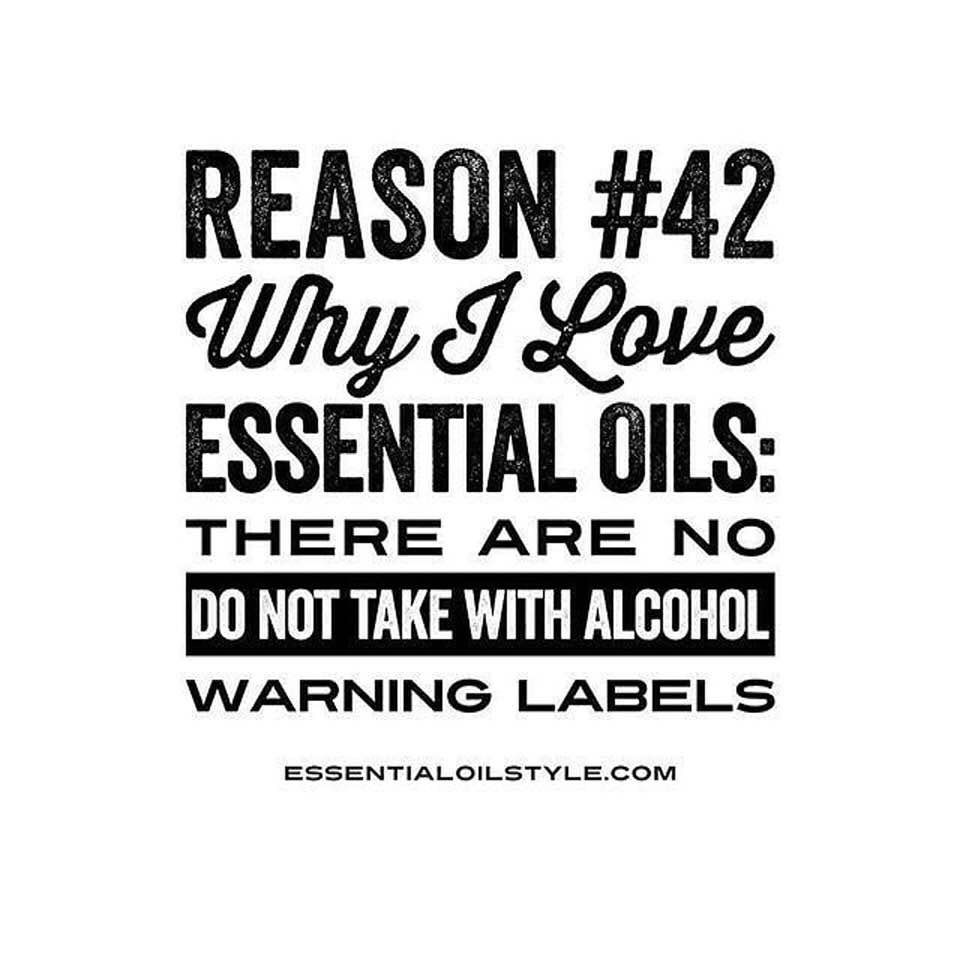 REASON #42
Why I Love
ESSENTIAL OILS:
THERE ARE NO
DO NOT TAKE WITH ALCOHOL
WARNING LABELS
ESSENTIALOILSTYLE.COM